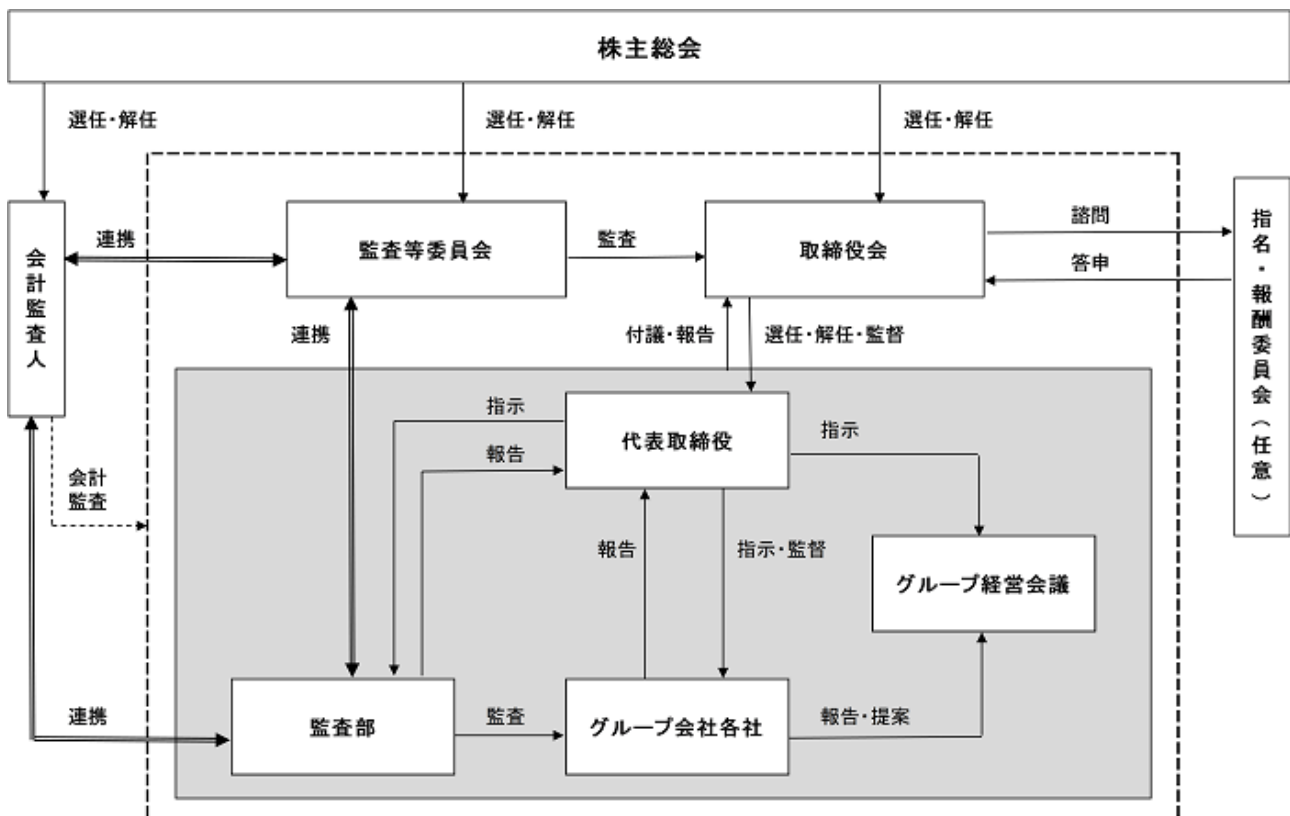 株主総会
選任・解任
選任・解任
選任・解任
会計監査人
連携
監査等委員会
監査
取締役会
諮問
答申
指名・報酬委員会（任意）
連携
付議・報告
選任・解任・監督
会計
監査
指示
報告
代表取締役
指示
報告
指示・監督
グループ経営会議
連携
監査部
監査
グループ会社各社
報告・提案